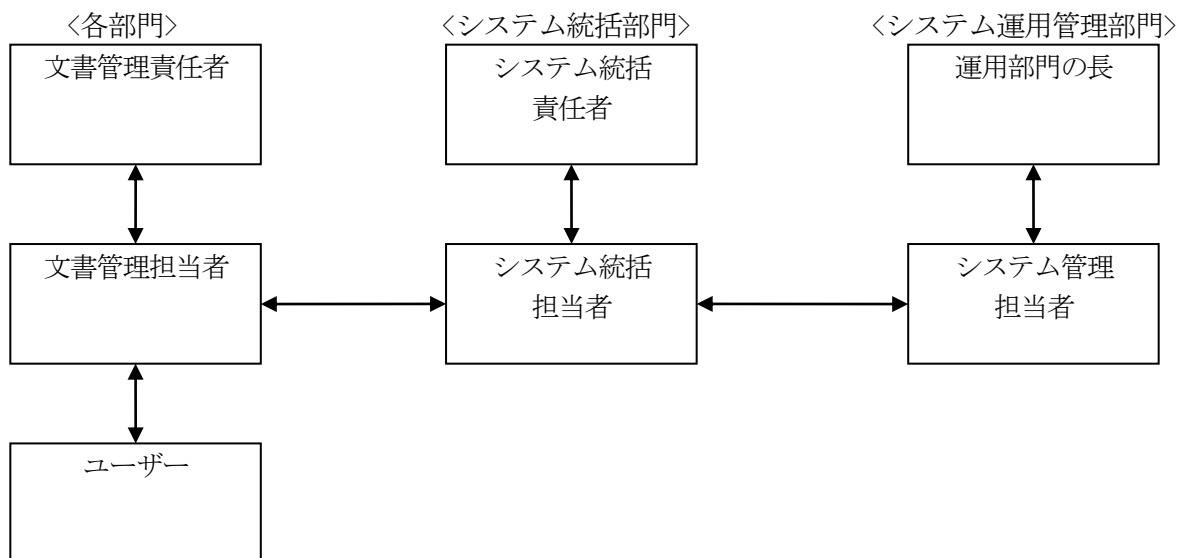 〈各部門〉
〈システム統括部門〉
〈システム運用管理部門〉
文書管理責任者
システム統括
責任者
運用部門の長
文書管理担当者
システム統括
担当者
システム管理
担当者
ユーザー